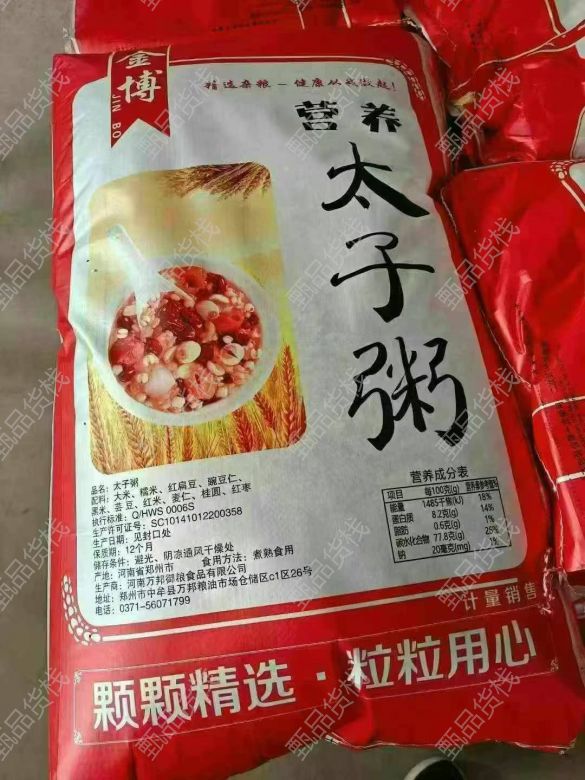 金博
JIN BO
精选杂粮 — 健康从我做起!
营养
太子粥
品名: 太子粥
配料: 大米、糯米、红扁豆、豌豆仁、
黑米、芸豆、红米、麦仁、桂圆、红枣
执行标准: Q/HWS 0006S
生产许可证号: SC10141012200358
生产日期: 见封口处
保质期: 12个月
储存条件: 避光、阴凉通风干燥处
产地: 河南省郑州市 食用方法: 煮熟食用
生产商: 河南万邦御粮食品有限公司
地址: 郑州市中牟县万邦粮油市场仓储区c1区26号
电话: 0371-56071799
营养成分表
项目 每100克(g) 营养素参考值%
能量 1485千焦(kJ) 18%
蛋白质 8.2克(g) 14%
脂肪 0.6克(g) 1%
碳水化合物 77.8克(g) 26%
钠 20毫克(mg) 1%
计量销售
颗颗精选·粒粒用心
甄品货栈